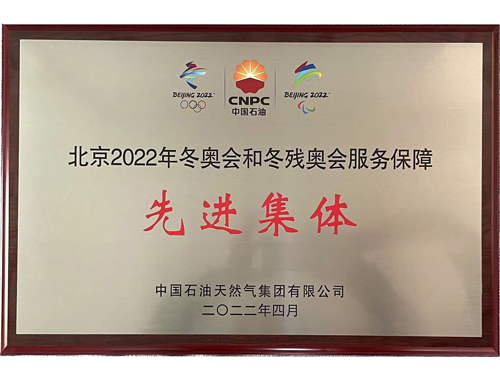 BEIJING 2022
CNPC
中国石油
BEIJING 2022
北京2022年冬奥会和冬残奥会服务保障
先进集体
中国石油天然气集团有限公司
二〇二二年四月